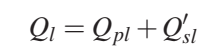 Q_l = Q_{pl} + Q'_{sl}